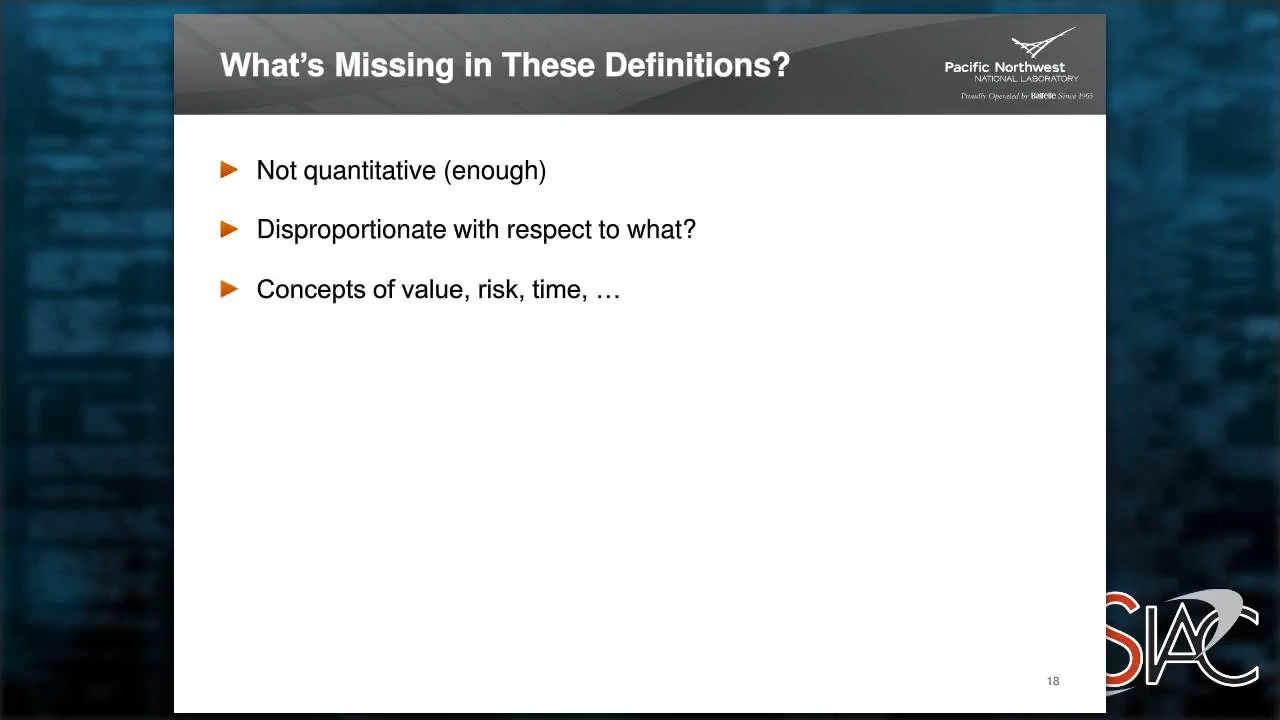 What's Missing in These Definitions?
Pacific Northwest
NATIONAL LABORATORY
Proudly Operated by Battelle Since 1965
Not quantitative (enough)
Disproportionate with respect to what?
Concepts of value, risk, time, …
18
SIAC